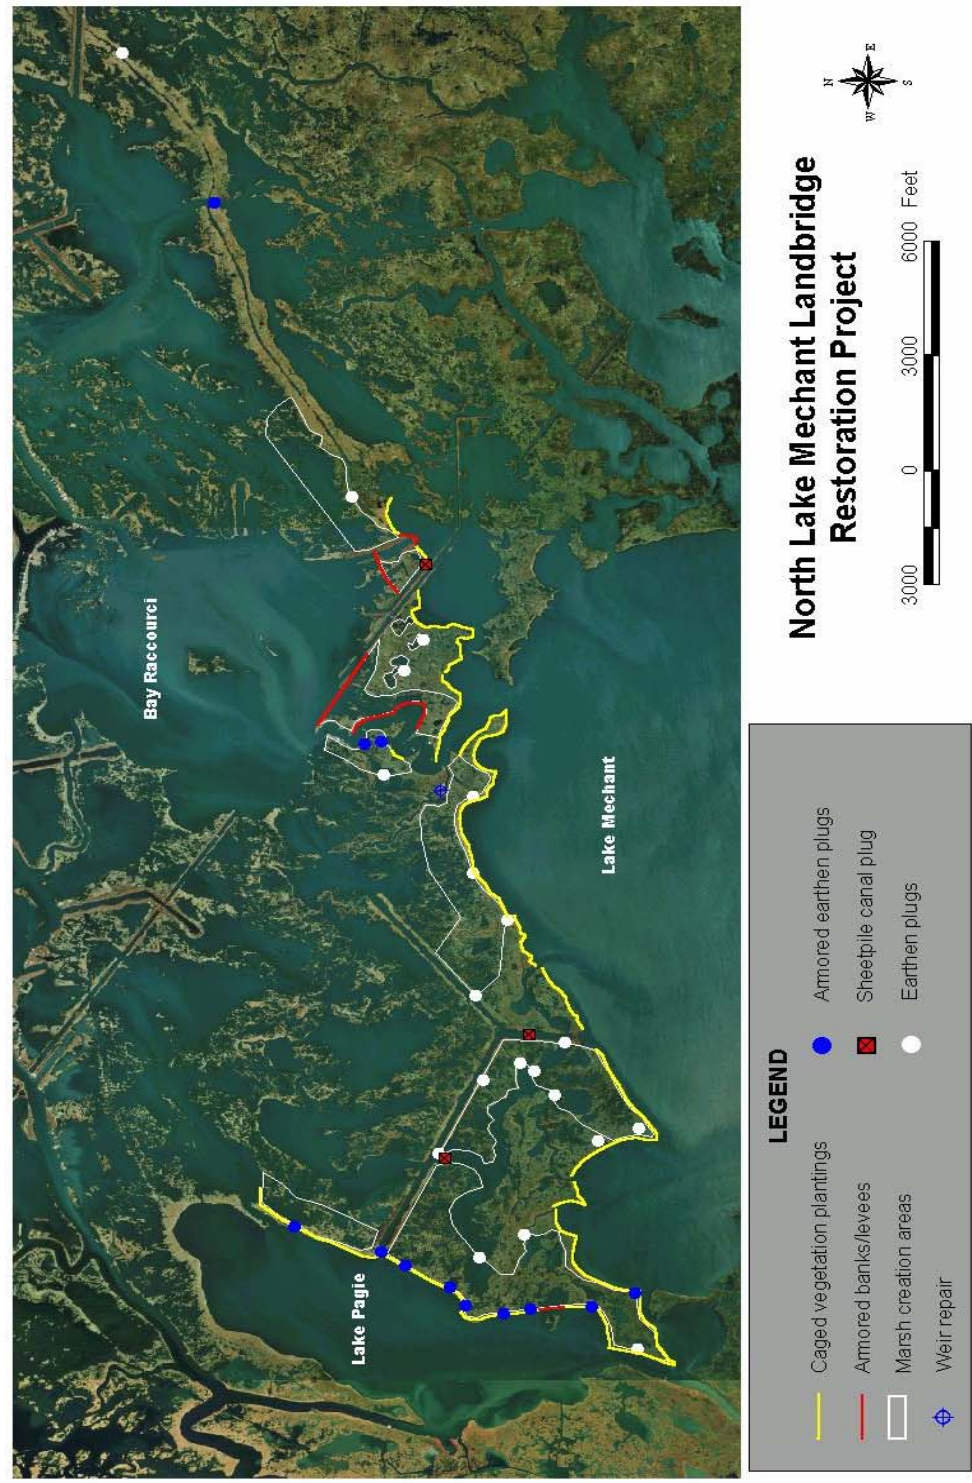 Bay Raccourci
Lake Pagie
Lake Mechant
North Lake Mechant Landbridge
Restoration Project
N
E
W
S
3000 0 3000 6000 Feet
LEGEND
Caged vegetation plantings
Armored banks/levees
Marsh creation areas
Weir repair
Armored earthen plugs
Sheetpile canal plug
Earthen plugs